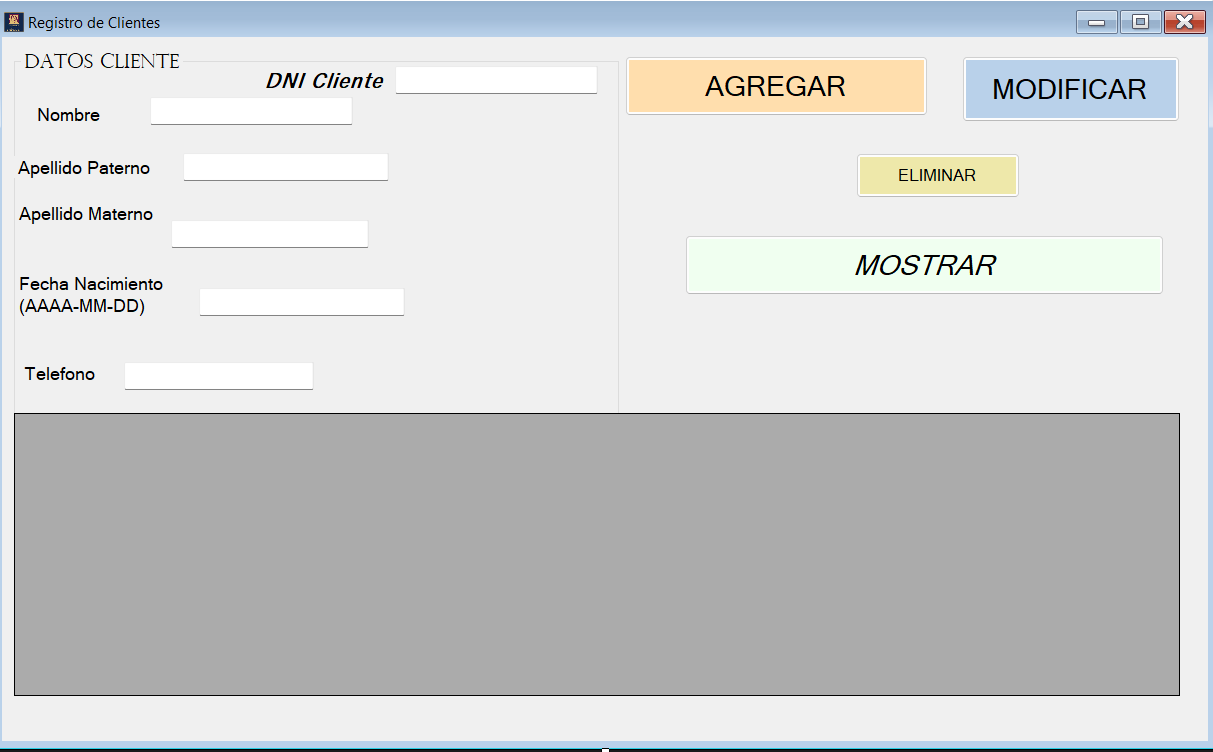 Registro de Clientes
DATOS CLIENTE
DNI Cliente
Nombre
Apellido Paterno
Apellido Materno
Fecha Nacimiento
(AAAA-MM-DD)
Telefono
AGREGAR
MODIFICAR
ELIMINAR
MOSTRAR